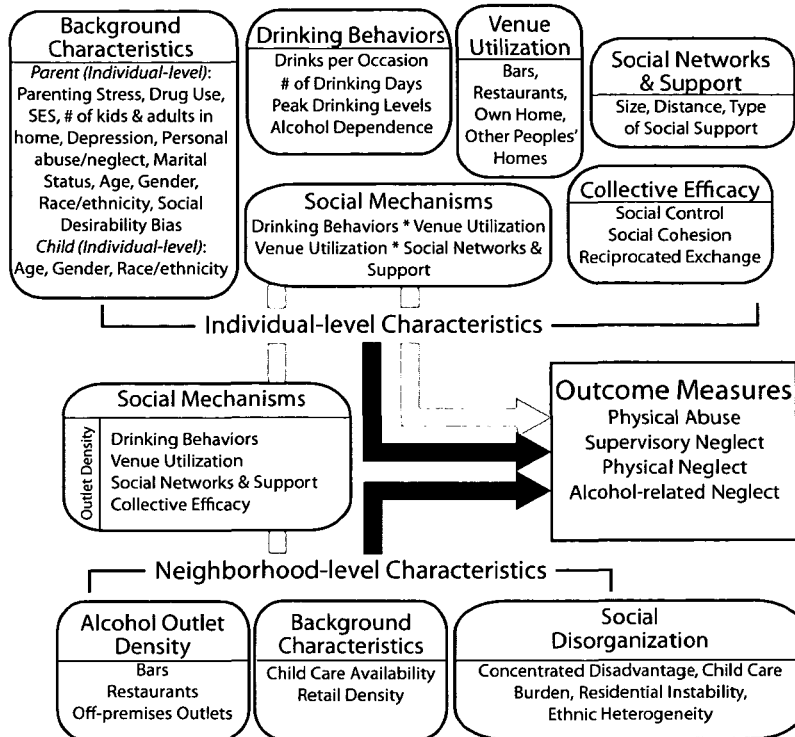 Background
Characteristics
Parent (Individual-level):
Parenting Stress, Drug Use,
SES, # of kids & adults in
home, Depression, Personal
abuse/neglect, Marital
Status, Age, Gender,
Race/ethnicity, Social
Desirability Bias
Child (Individual-level):
Age, Gender, Race/ethnicity
Drinking Behaviors
Drinks per Occasion
# of Drinking Days
Peak Drinking Levels
Alcohol Dependence
Venue
Utilization
Bars,
Restaurants,
Own Home,
Other Peoples'
Homes
Social Networks
& Support
Size, Distance, Type
of Social Support
Social Mechanisms
Drinking Behaviors * Venue Utilization
Venue Utilization * Social Networks &
Support
Collective Efficacy
Social Control
Social Cohesion
Reciprocated Exchange
Individual-level Characteristics
Social Mechanisms
Outlet Density
Drinking Behaviors
Venue Utilization
Social Networks & Support
Collective Efficacy
Outcome Measures
Physical Abuse
Supervisory Neglect
Physical Neglect
Alcohol-related Neglect
Neighborhood-level Characteristics
Alcohol Outlet
Density
Bars
Restaurants
Off-premises Outlets
Background
Characteristics
Child Care Availability
Retail Density
Social
Disorganization
Concentrated Disadvantage, Child Care
Burden, Residential Instability,
Ethnic Heterogeneity